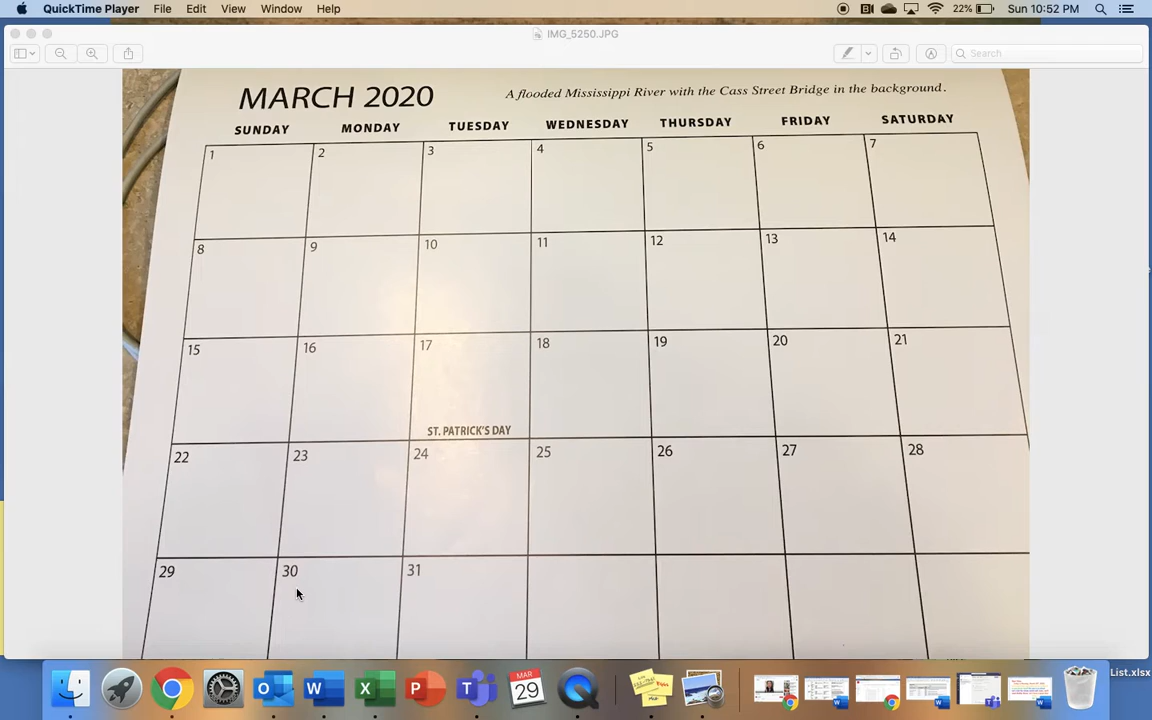 QuickTime Player File Edit View Window Help 22% Sun 10:52 PM
IMG_5250.JPG
Search
MARCH 2020 A flooded Mississippi River with the Cass Street Bridge in the background.
SUNDAY MONDAY TUESDAY WEDNESDAY THURSDAY FRIDAY SATURDAY
1 2 3 4 5 6 7
8 9 10 11 12 13 14
15 16 17 18 19 20 21
ST. PATRICK'S DAY
22 23 24 25 26 27 28
29 30 31
MAR
29
List.xlsx